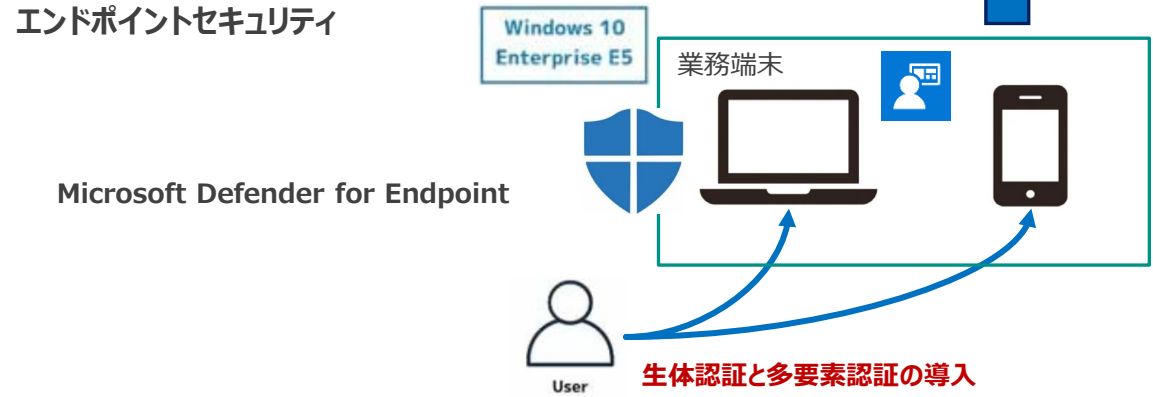 エンドポイントセキュリティ
Windows 10
Enterprise E5
業務端末
Microsoft Defender for Endpoint
User
生体認証と多要素認証の導入